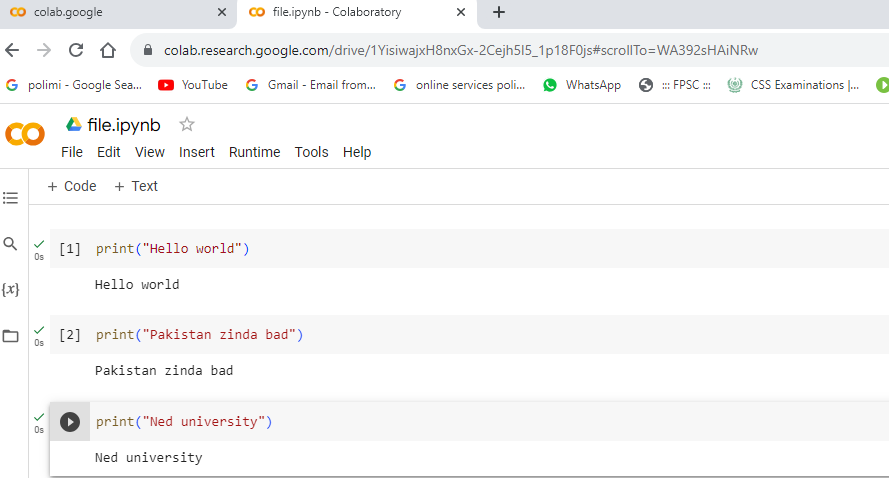 colab.google
file.ipynb - Colaboratory
colab.research.google.com/drive/1YisiwajxH8nxGx-2Cejh5I5_1p18F0js#scrollTo=WA392sHAiNRw
polimi - Google Sea... YouTube Gmail - Email from... online services poli... WhatsApp ::: FPSC ::: CSS Examinations |...
file.ipynb
File Edit View Insert Runtime Tools Help
+ Code + Text
[1] print("Hello world")
0s
Hello world
{x}
[2] print("Pakistan zinda bad")
0s
Pakistan zinda bad
print("Ned university")
0s
Ned university